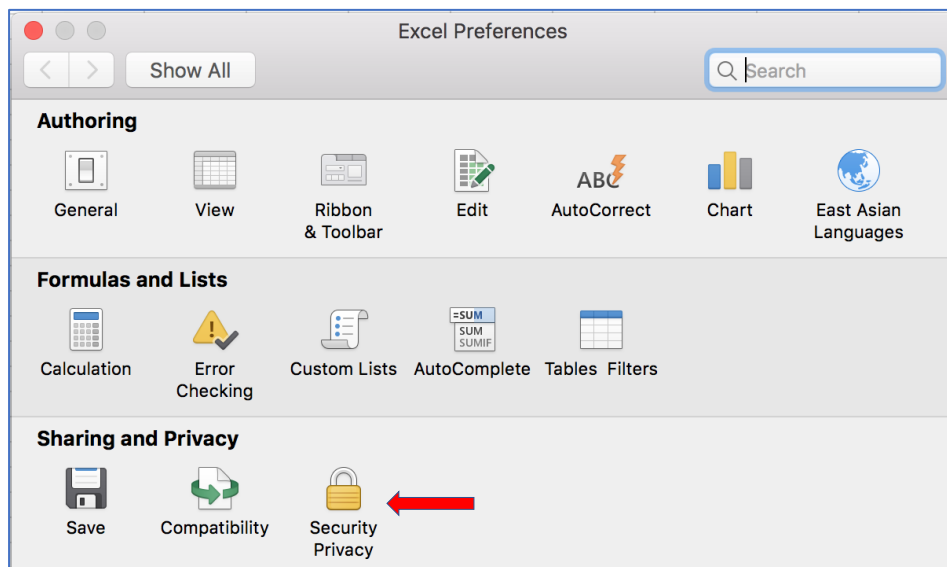 Excel Preferences
Show All
Search
Authoring
General
View
Ribbon
& Toolbar
Edit
ABC
AutoCorrect
Chart
East Asian
Languages
Formulas and Lists
Calculation
Error
Checking
Custom Lists
=SUM
SUM
SUMIF
AutoComplete
Tables Filters
Sharing and Privacy
Save
Compatibility
Security
Privacy